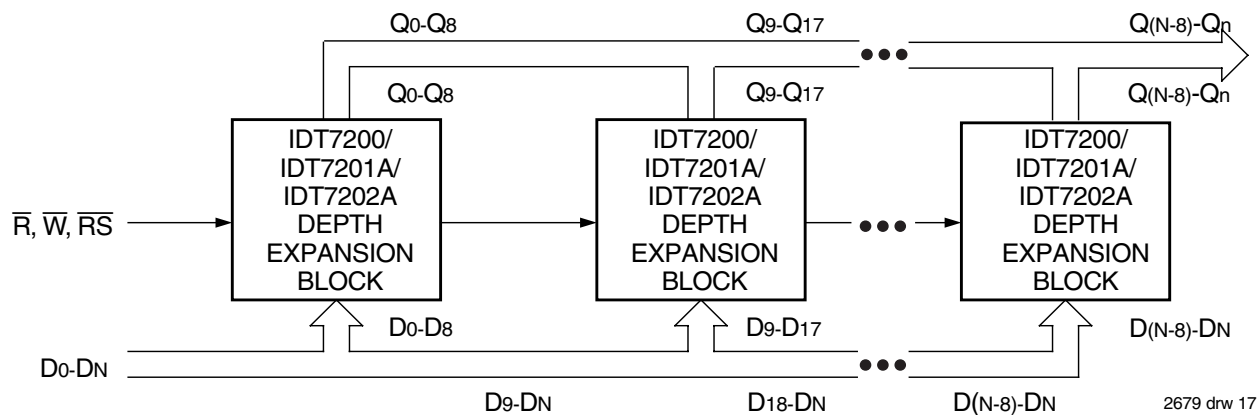 Q0-Q8 Q9-Q17 Q(N-8)-Qn
Q0-Q8 Q9-Q17 Q(N-8)-Qn
IDT7200/
IDT7201A/
IDT7202A
DEPTH
EXPANSION
BLOCK
IDT7200/
IDT7201A/
IDT7202A
DEPTH
EXPANSION
BLOCK
IDT7200/
IDT7201A/
IDT7202A
DEPTH
EXPANSION
BLOCK
R̅, W̅, R̅S̅
D0-D8 D9-D17 D(N-8)-DN
D0-DN
D9-DN D18-DN D(N-8)-DN
2679 drw 17